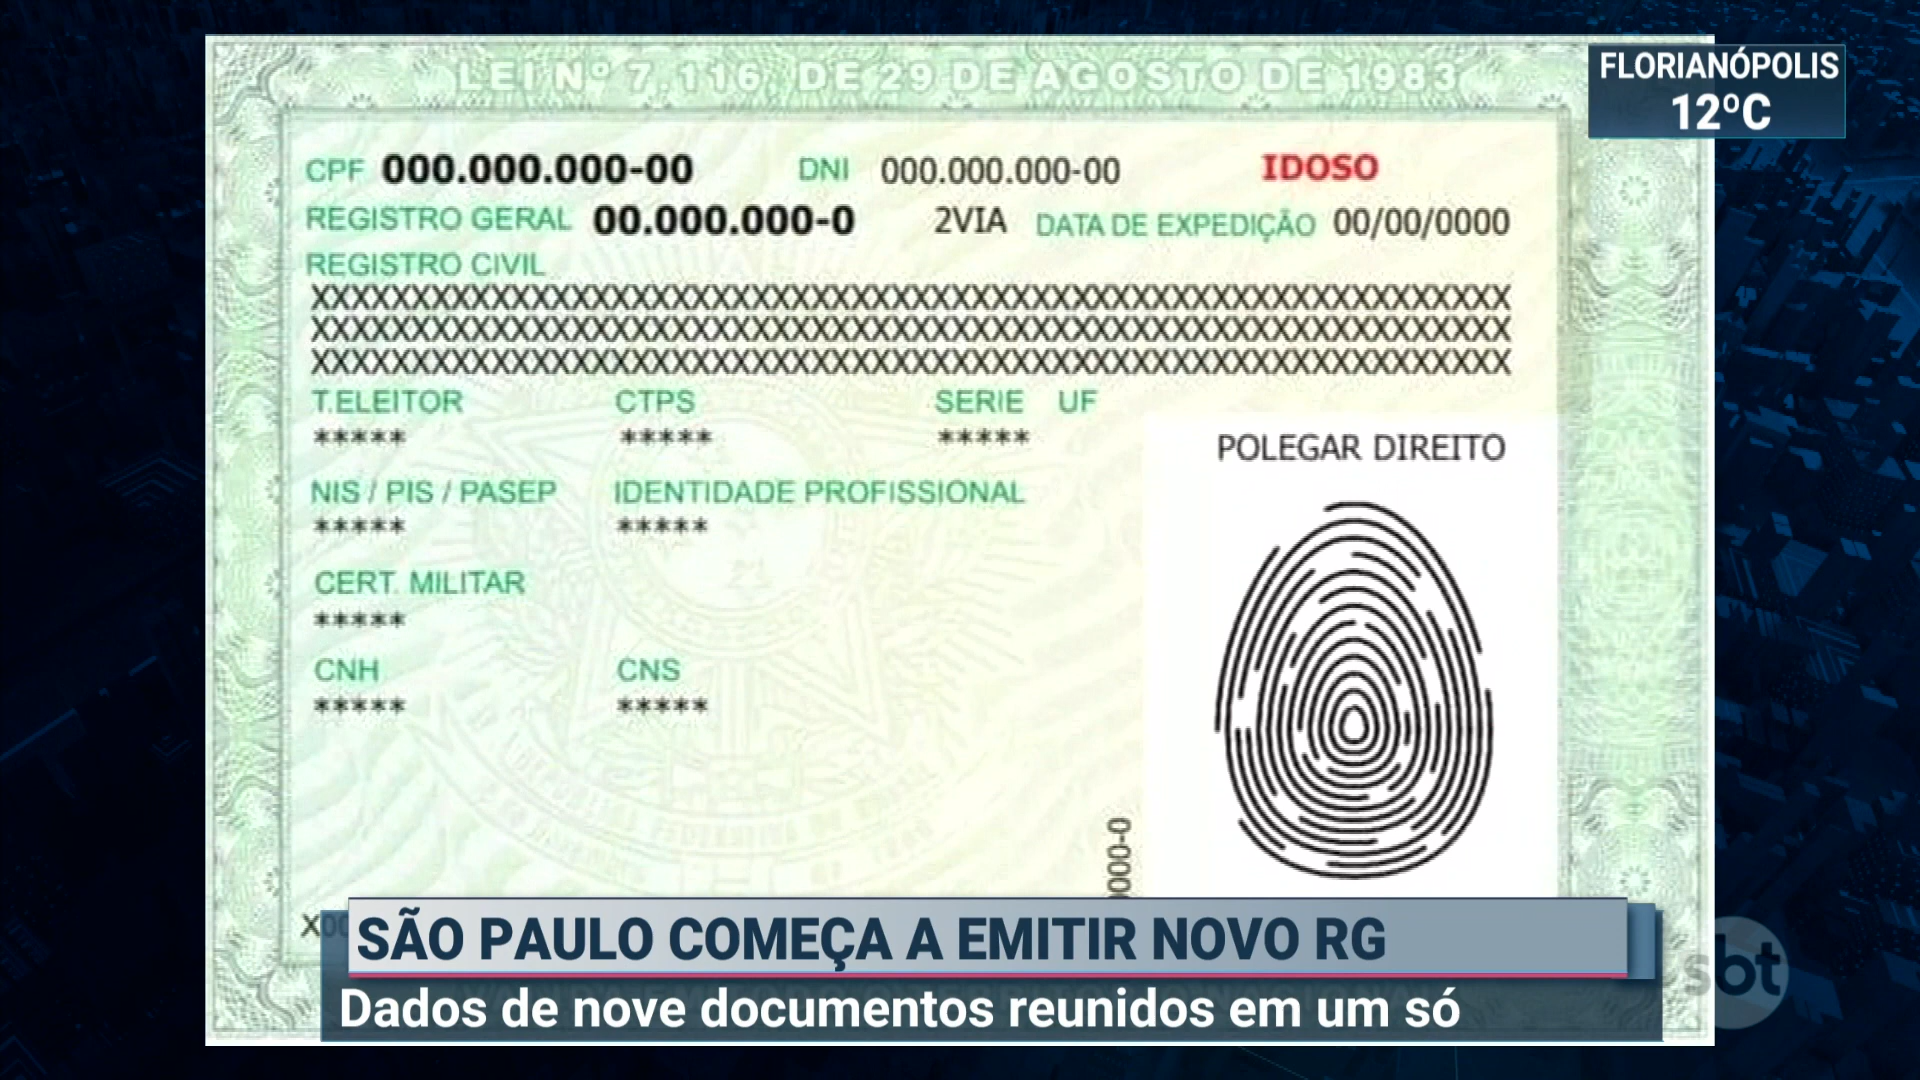 LEI Nº 7.116, DE 29 DE AGOSTO DE 1983
FLORIANÓPOLIS
12ºC
CPF 000.000.000-00 DNI 000.000.000-00 IDOSO
REGISTRO GERAL 00.000.000-0 2VIA DATA DE EXPEDIÇÃO 00/00/0000
REGISTRO CIVIL
T.ELEITOR CTPS SERIE UF
***** ***** *****
POLEGAR DIREITO
NIS / PIS / PASEP IDENTIDADE PROFISSIONAL
***** *****
CERT. MILITAR
*****
CNH CNS
***** *****
SÃO PAULO COMEÇA A EMITIR NOVO RG
Dados de nove documentos reunidos em um só
sbt